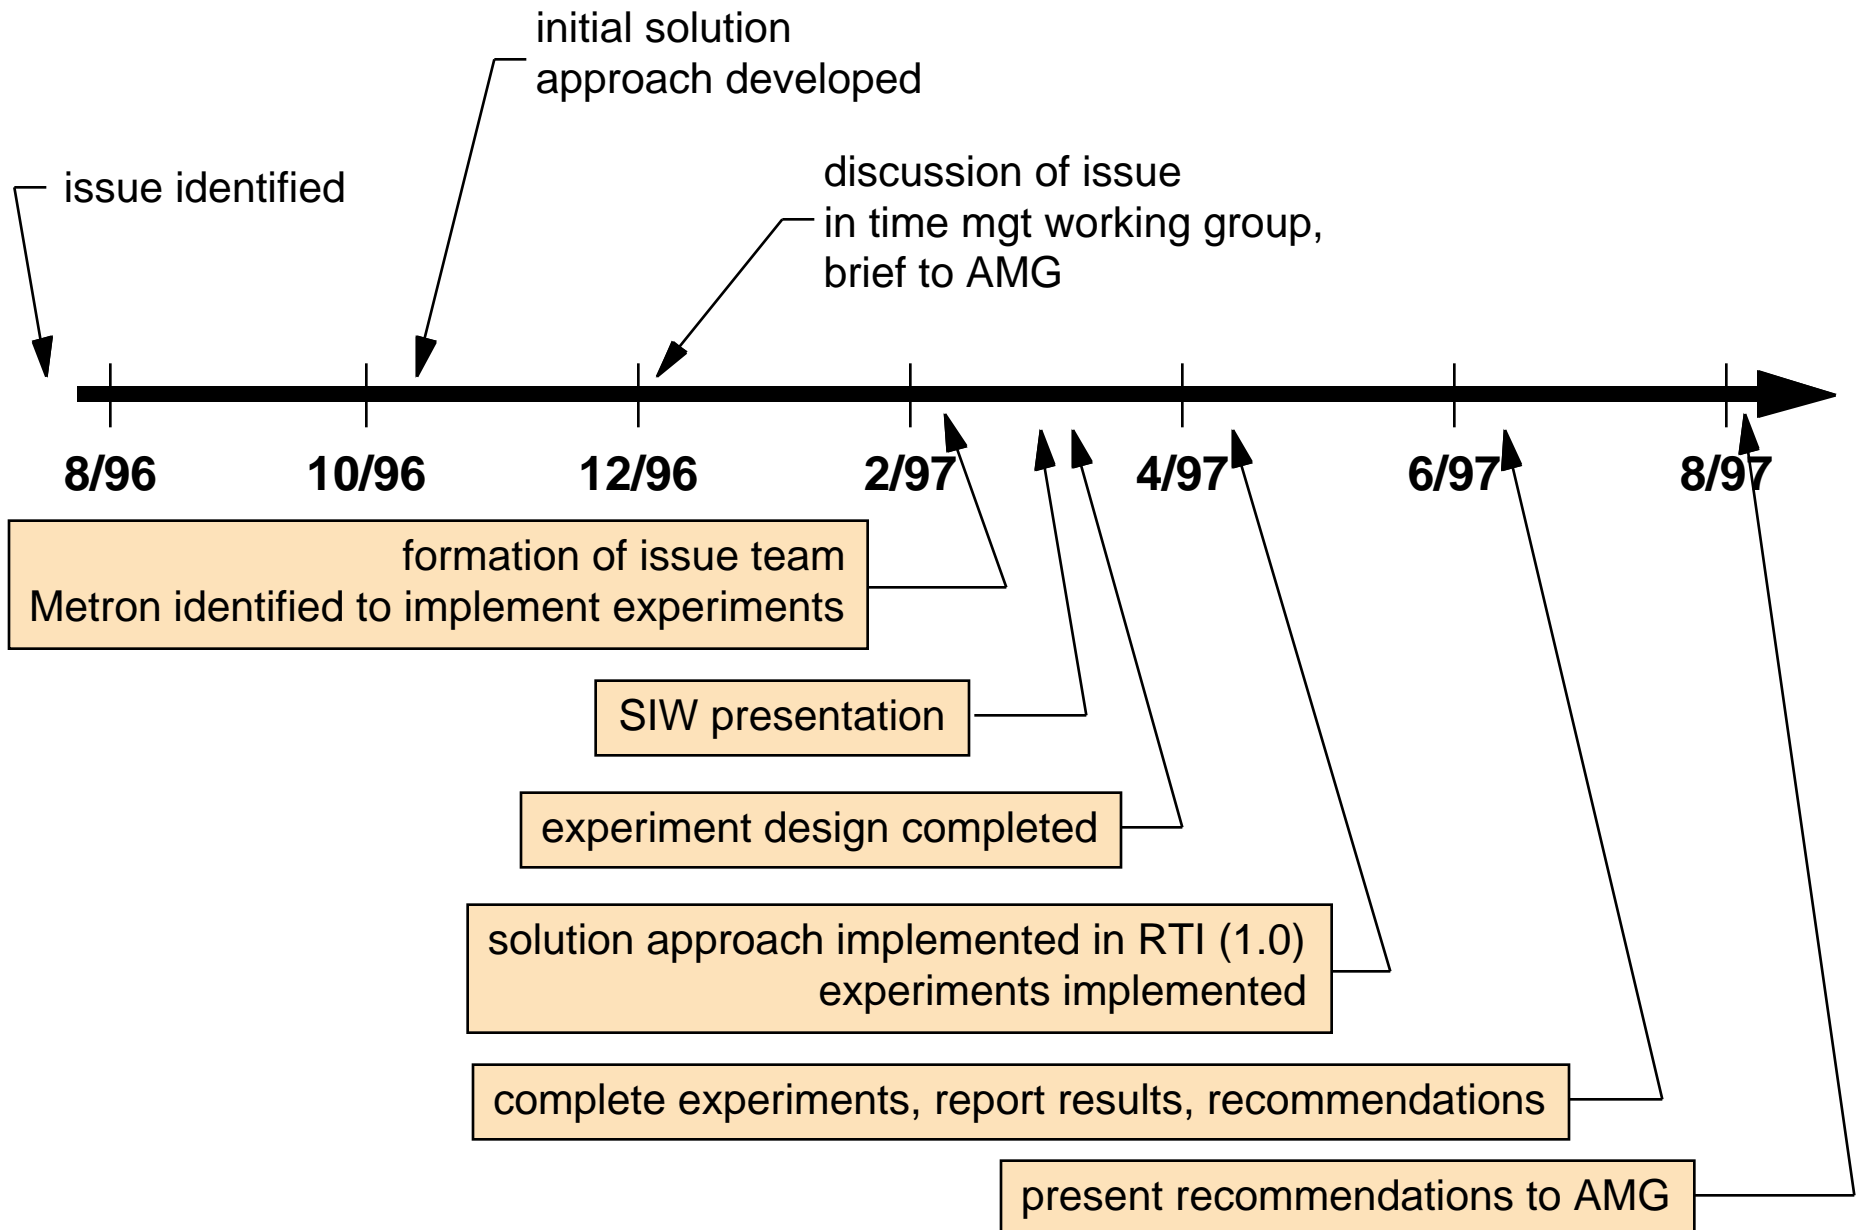 initial solution
approach developed
issue identified
discussion of issue
in time mgt working group,
brief to AMG
8/96
10/96
12/96
2/97
4/97
6/97
8/97
formation of issue team
Metron identified to implement experiments
SIW presentation
experiment design completed
solution approach implemented in RTI (1.0)
experiments implemented
complete experiments, report results, recommendations
present recommendations to AMG